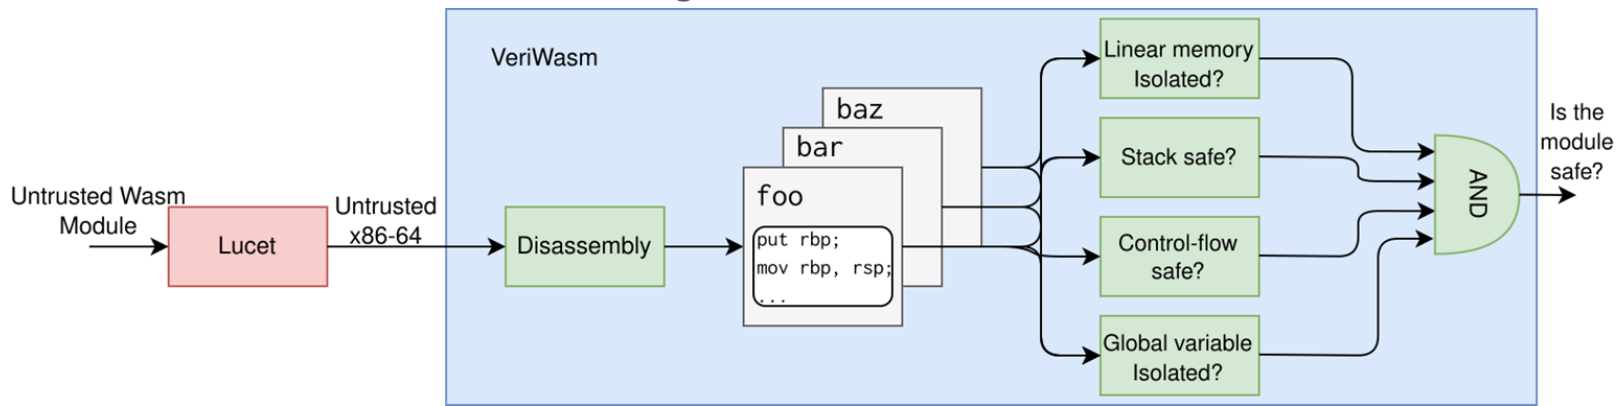 VeriWasm
Untrusted Wasm
Module
Lucet
Untrusted
x86-64
Disassembly
baz
bar
foo
put rbp;
mov rbp, rsp;
...
Linear memory
Isolated?
Stack safe?
Control-flow
safe?
Global variable
Isolated?
AND
Is the
module
safe?